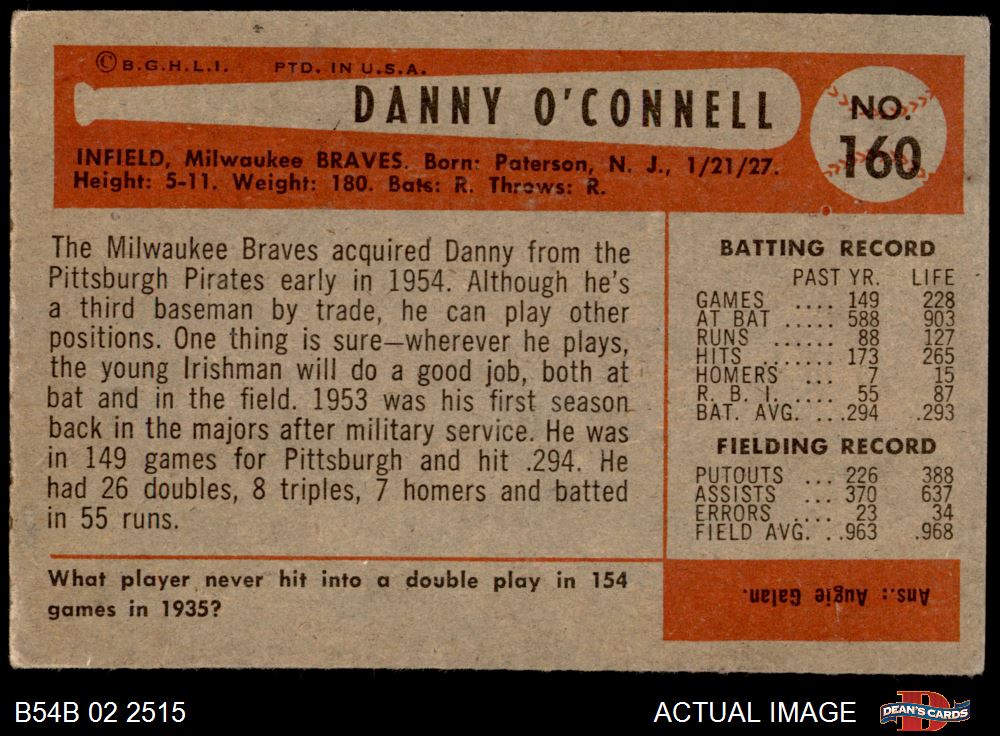 © B.G.H.L.I. PTD. IN U.S.A.
DANNY O'CONNELL
NO.
160
INFIELD, Milwaukee BRAVES. Born: Paterson, N. J., 1/21/27.
Height: 5-11. Weight: 180. Bats: R. Throws: R.
The Milwaukee Braves acquired Danny from the
Pittsburgh Pirates early in 1954. Although he's
a third baseman by trade, he can play other
positions. One thing is sure—wherever he plays,
the young Irishman will do a good job, both at
bat and in the field. 1953 was his first season
back in the majors after military service. He was
in 149 games for Pittsburgh and hit .294. He
had 26 doubles, 8 triples, 7 homers and batted
in 55 runs.
BATTING RECORD
PAST YR. LIFE
GAMES .... 149 228
AT BAT ..... 588 903
RUNS ...... 88 127
HITS ....... 173 265
HOMERS ... 7 15
R. B. I. .... 55 87
BAT. AVG. ... .294 .293
FIELDING RECORD
PUTOUTS ... 226 388
ASSISTS ... 370 637
ERRORS .... 23 34
FIELD AVG. . .963 .968
What player never hit into a double play in 154
games in 1935?
Ans.: Augie Galan.
B54B 02 2515
ACTUAL IMAGE
D
DEAN'S CARDS